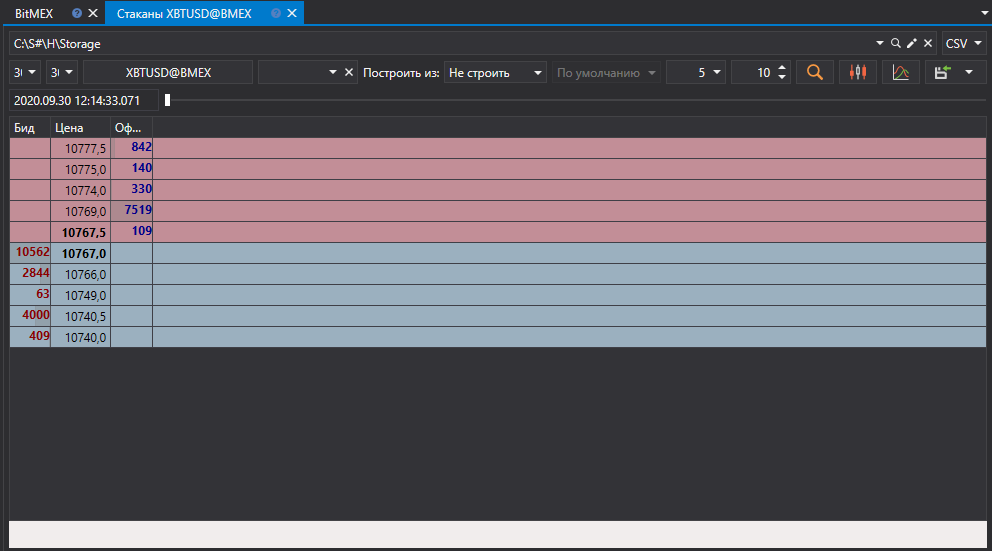 BitMEX Стаканы XBTUSD@BMEX
C:\S#\H\Storage CSV
XBTUSD@BMEX Построить из: Не строить По умолчанию 5 10
2020.09.30 12:14:33.071
Бид Цена Оф...
10777,5 842
10775,0 140
10774,0 330
10769,0 7519
10767,5 109
10562 10767,0
2844 10766,0
63 10749,0
4000 10740,5
409 10740,0